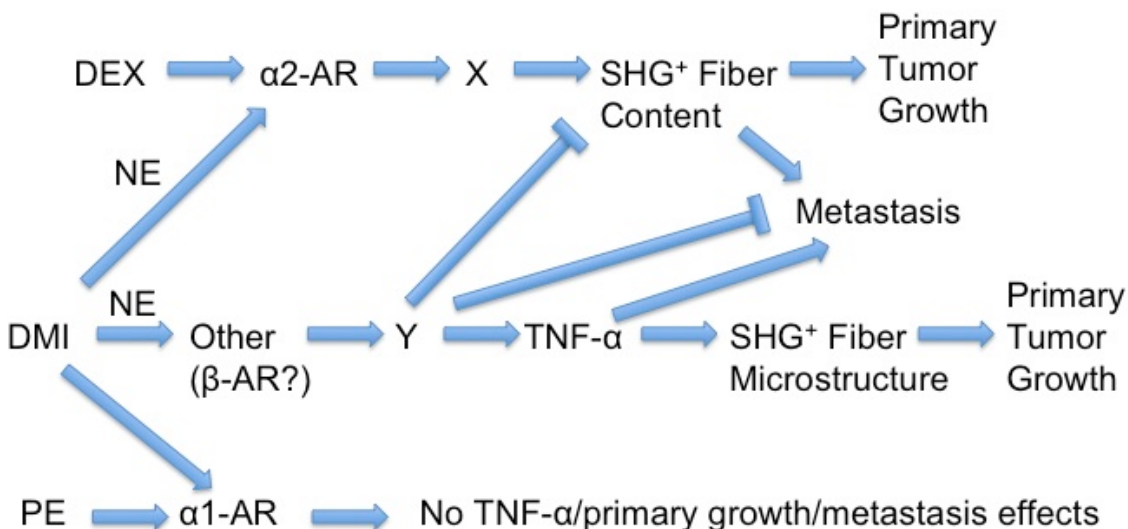 Primary
Tumor
Growth
DEX α2-AR X SHG⁺ Fiber
Content
NE
Metastasis
NE
DMI Other
(β-AR?)
Y TNF-α SHG⁺ Fiber
Microstructure
Primary
Tumor
Growth
PE α1-AR No TNF-α/primary growth/metastasis effects